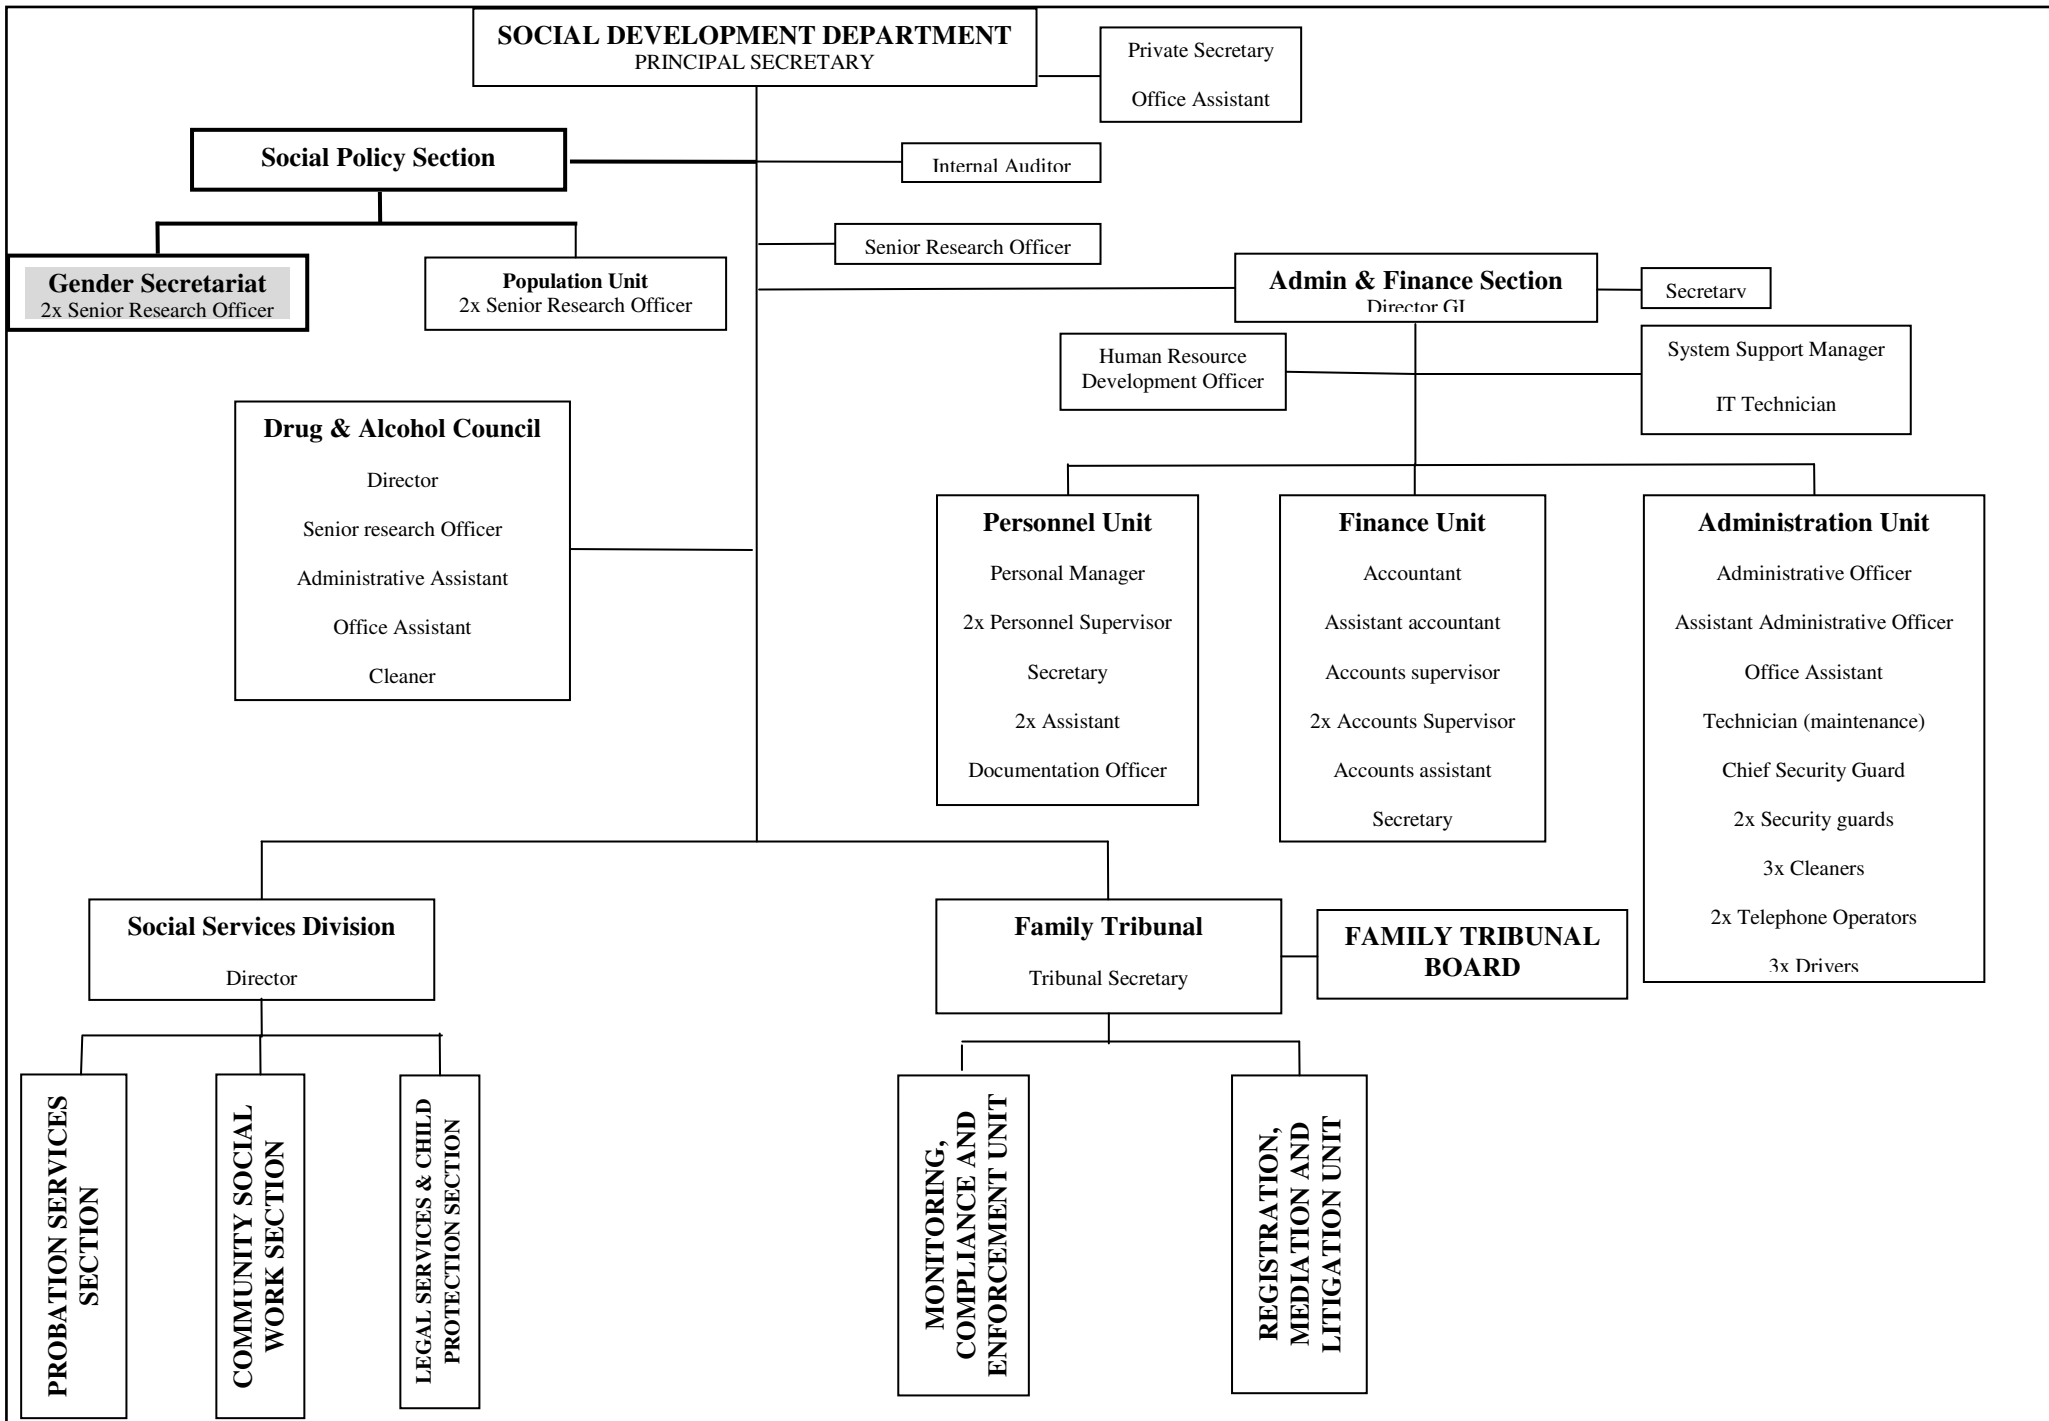 SOCIAL DEVELOPMENT DEPARTMENT
PRINCIPAL SECRETARY
Private Secretary
Office Assistant
Social Policy Section
Internal Auditor
Senior Research Officer
Gender Secretariat
2x Senior Research Officer
Population Unit
2x Senior Research Officer
Admin & Finance Section
Director GI
Secretary
Human Resource
Development Officer
System Support Manager
IT Technician
Drug & Alcohol Council
Director
Senior research Officer
Administrative Assistant
Office Assistant
Cleaner
Personnel Unit
Personal Manager
2x Personnel Supervisor
Secretary
2x Assistant
Documentation Officer
Finance Unit
Accountant
Assistant accountant
Accounts supervisor
2x Accounts Supervisor
Accounts assistant
Secretary
Administration Unit
Administrative Officer
Assistant Administrative Officer
Office Assistant
Technician (maintenance)
Chief Security Guard
2x Security guards
3x Cleaners
2x Telephone Operators
3x Drivers
Social Services Division
Director
Family Tribunal
Tribunal Secretary
FAMILY TRIBUNAL
BOARD
PROBATION SERVICES
SECTION
COMMUNITY SOCIAL
WORK SECTION
LEGAL SERVICES & CHILD
PROTECTION SECTION
MONITORING,
COMPLIANCE AND
ENFORCEMENT UNIT
REGISTRATION,
MEDIATION AND
LITIGATION UNIT